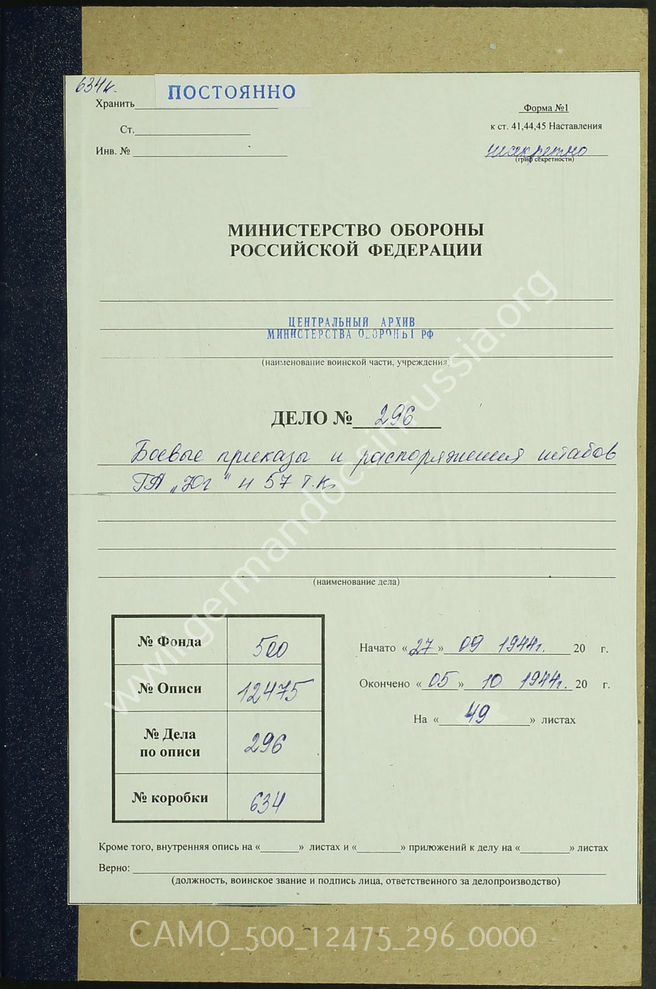 634к.
Хранить ПОСТОЯННО
Форма №1
Ст.
к ст. 41,44,45 Наставления
Инв. №
несекретно
(гриф секретности)
МИНИСТЕРСТВО ОБОРОНЫ
РОССИЙСКОЙ ФЕДЕРАЦИИ
ЦЕНТРАЛЬНЫЙ АРХИВ
МИНИСТЕРСТВА ОБОРОНЫ РФ
(наименование воинской части, учреждения)
ДЕЛО № 296
Боевые приказы и распоряжения штабов
ГА „Юг“ и 57 т.к.
(наименование дела)
№ Фонда 500
№ Описи 12475
№ Дела по описи 296
№ коробки 634
Начато «27» 09 1944г. 20 г.
Окончено «05» 10 1944г. 20 г.
На «49» листах
Кроме того, внутренняя опись на « » листах и « » приложений к делу на « » листах
Верно:
(должность, воинское звание и подпись лица, ответственного за делопроизводство)
www.germandocsinrussia.org
CAMO_500_12475_296_0000